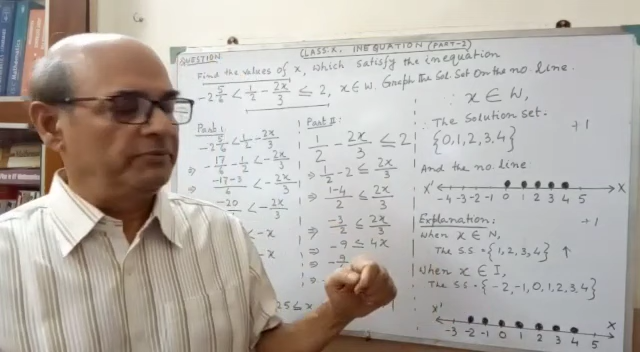 CLASS: X, INEQUATION (PART-2)
QUESTION
Find the values of x, which satisfy the inequation
-2 5/6 < 1/2 - 2x/3 ≤ 2, x∈W. Graph the Sol. Set on the no. line.
Part I
-2 5/6 < 1/2 - 2x/3
⇒ -17/6 - 1/2 < -2x/3
⇒ -17-3/6 < -2x/3
-20/ < -2x/3
< -x
< -x
Part II:
1/2 - 2x/3 ≤ 2
⇒ 1/2 - 2 ≤ 2x/3
⇒ 1-4/2 ≤ 2x/3
⇒ -3/2 ≤ 2x/3
⇒ -9 ≤ 4x
⇒ -9/
⇒
25 ≤ x
∵ x ∈ W,
∴ The Solution Set.
{0,1,2,3,4} → 1
And the no line
X' -4 -3 -2 -1 0 1 2 3 4 5 X
Explanation: → 1
When x ∈ N,
The S.S = {1,2,3,4} ↑
When x ∈ I,
The S.S = {-2,-1,0,1,2,3,4}
X' -3 -2 -1 0 1 2 3 4 5 X